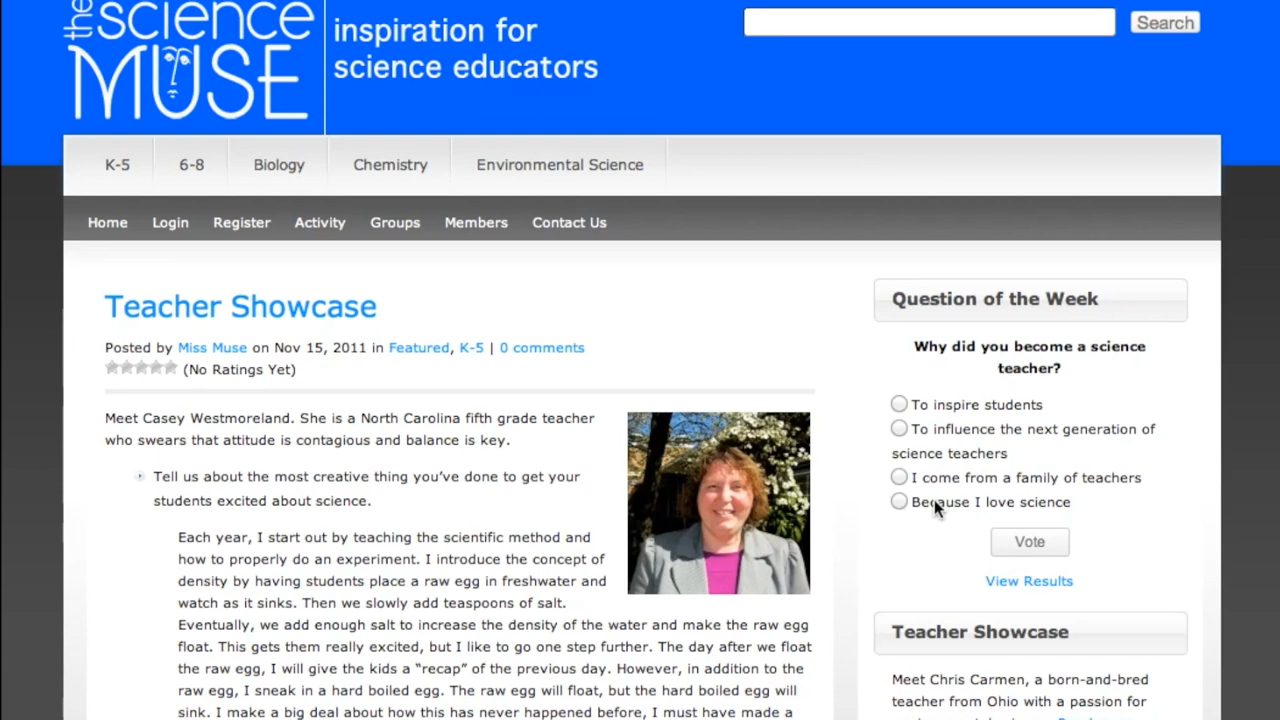 the science
MUSE
inspiration for
science educators
Search
K-5 6-8 Biology Chemistry Environmental Science
Home Login Register Activity Groups Members Contact Us
Teacher Showcase
Posted by Miss Muse on Nov 15, 2011 in Featured, K-5 | 0 comments
(No Ratings Yet)
Meet Casey Westmoreland. She is a North Carolina fifth grade teacher
who swears that attitude is contagious and balance is key.
Tell us about the most creative thing you've done to get your
students excited about science.
Each year, I start out by teaching the scientific method and
how to properly do an experiment. I introduce the concept of
density by having students place a raw egg in freshwater and
watch as it sinks. Then we slowly add teaspoons of salt.
Eventually, we add enough salt to increase the density of the water and make the raw egg
float. This gets them really excited, but I like to go one step further. The day after we float
the raw egg, I will give the kids a “recap” of the previous day. However, in addition to the
raw egg, I sneak in a hard boiled egg. The raw egg will float, but the hard boiled egg will
sink. I make a big deal about how this has never happened before, I must have made a
Question of the Week
Why did you become a science
teacher?
To inspire students
To influence the next generation of
science teachers
I come from a family of teachers
Because I love science
Vote
View Results
Teacher Showcase
Meet Chris Carmen, a born-and-bred
teacher from Ohio with a passion for